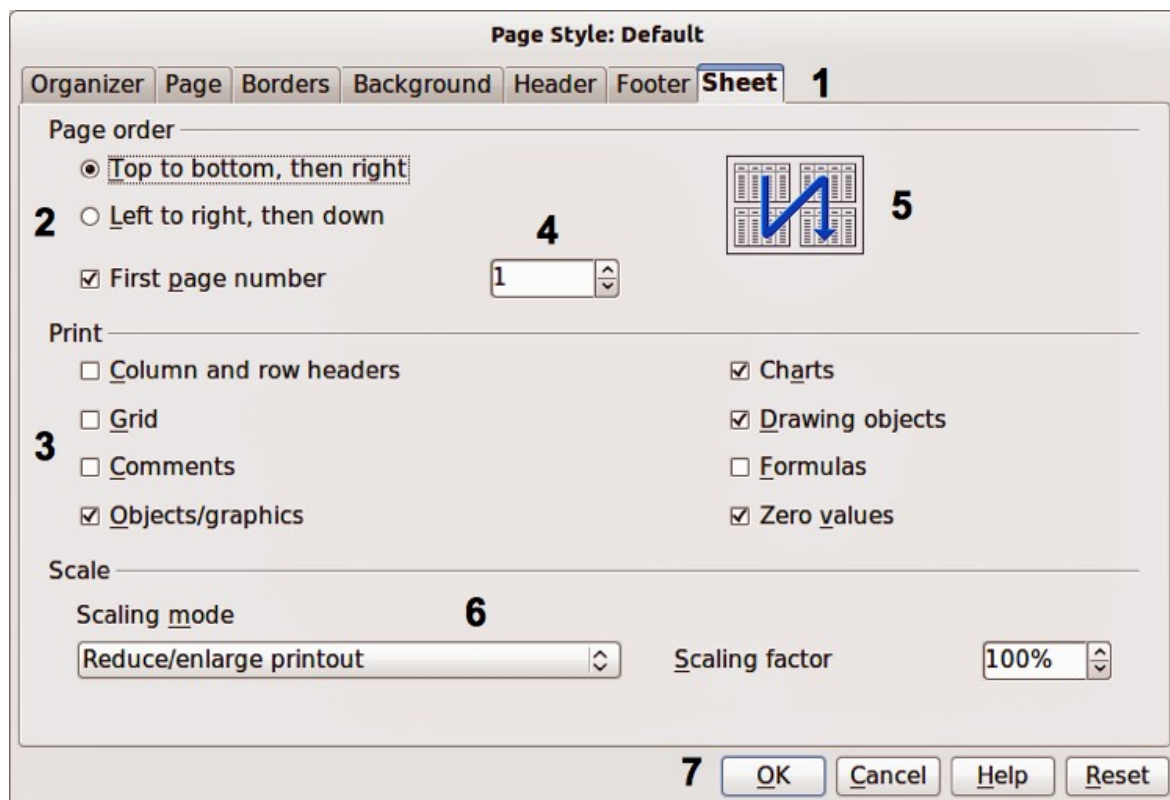 Page Style: Default
Organizer Page Borders Background Header Footer Sheet 1
Page order
Top to bottom, then right
5
2 Left to right, then down
4
First page number 1
Print
Column and row headers Charts
Grid Drawing objects
3
Comments Formulas
Objects/graphics Zero values
Scale
Scaling mode 6
Reduce/enlarge printout Scaling factor 100%
7 OK Cancel Help Reset